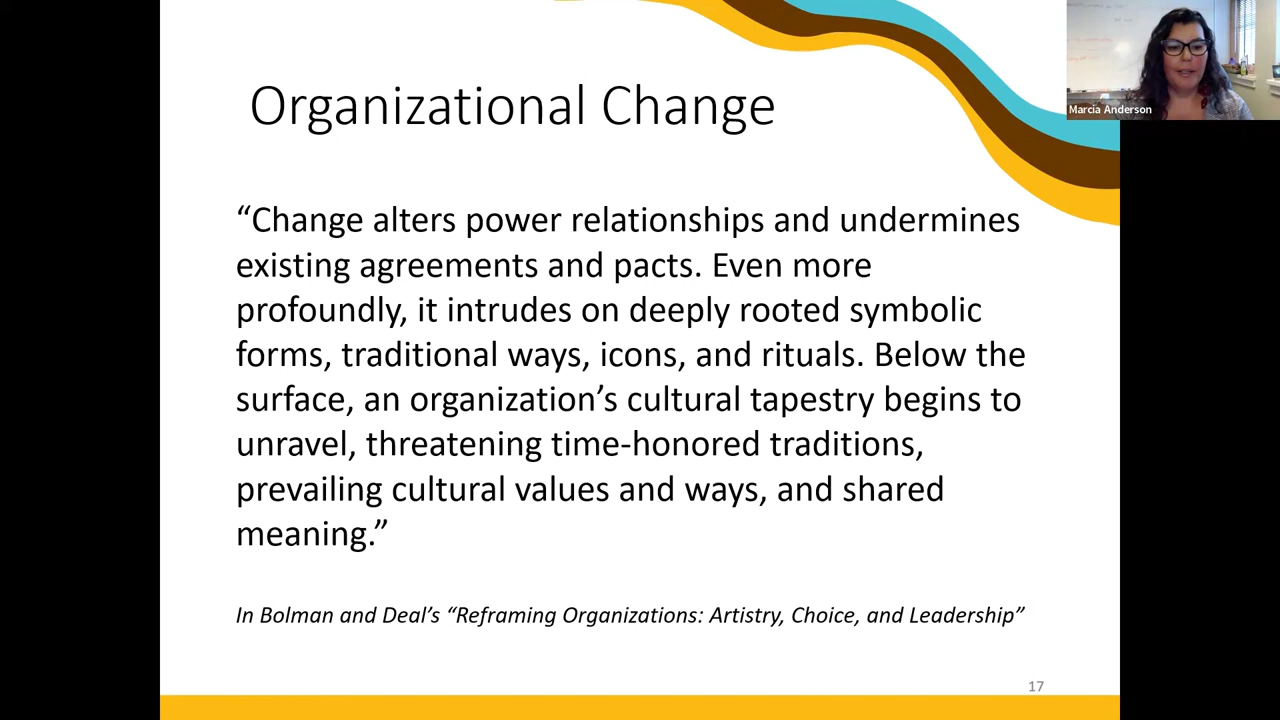 Organizational Change
Marcia Anderson
“Change alters power relationships and undermines
existing agreements and pacts. Even more
profoundly, it intrudes on deeply rooted symbolic
forms, traditional ways, icons, and rituals. Below the
surface, an organization’s cultural tapestry begins to
unravel, threatening time-honored traditions,
prevailing cultural values and ways, and shared
meaning.”
In Bolman and Deal’s “Reframing Organizations: Artistry, Choice, and Leadership”
17